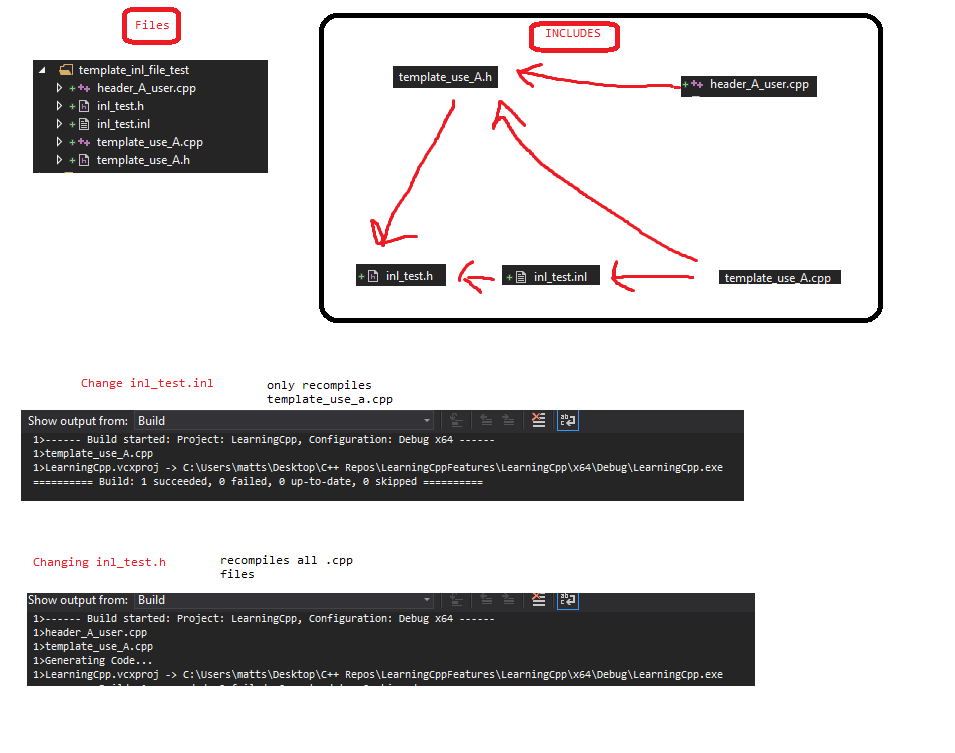 Files
template_inl_file_test
header_A_user.cpp
inl_test.h
inl_test.inl
template_use_A.cpp
template_use_A.h
INCLUDES
template_use_A.h
header_A_user.cpp
inl_test.h
inl_test.inl
template_use_A.cpp
Change inl_test.inl
only recompiles
template_use_a.cpp
Show output from: Build
1>------ Build started: Project: LearningCpp, Configuration: Debug x64 ------
1>template_use_A.cpp
1>LearningCpp.vcxproj -> C:\Users\matts\Desktop\C++ Repos\LearningCppFeatures\LearningCpp\x64\Debug\LearningCpp.exe
========== Build: 1 succeeded, 0 failed, 0 up-to-date, 0 skipped ==========
Changing inl_test.h
recompiles all .cpp
files
Show output from: Build
1>------ Build started: Project: LearningCpp, Configuration: Debug x64 ------
1>header_A_user.cpp
1>template_use_A.cpp
1>Generating Code...
1>LearningCpp.vcxproj -> C:\Users\matts\Desktop\C++ Repos\LearningCppFeatures\LearningCpp\x64\Debug\LearningCpp.exe